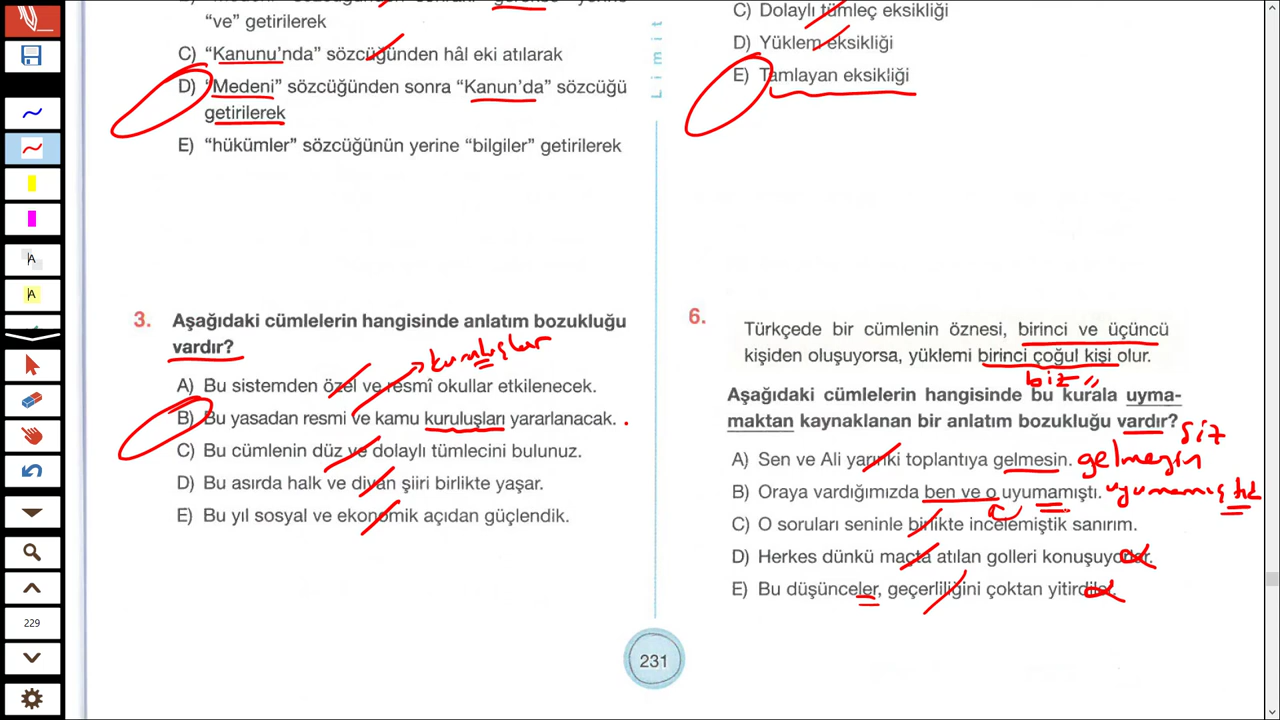 “ve” getirilerek
C) “Kanunu’nda” sözcüğünden hâl eki atılarak
D) “Medeni” sözcüğünden sonra “Kanun’da” sözcüğü
getirilerek
E) “hükümler” sözcüğünün yerine “bilgiler” getirilerek
3. Aşağıdaki cümlelerin hangisinde anlatım bozukluğu
vardır?
kuruluşlar
A) Bu sistemden özel ve resmî okullar etkilenecek.
B) Bu yasadan resmi ve kamu kuruluşları yararlanacak.
C) Bu cümlenin düz ve dolaylı tümlecini bulunuz.
D) Bu asırda halk ve divan şiiri birlikte yaşar.
E) Bu yıl sosyal ve ekonomik açıdan güçlendik.
Limit
C) Dolaylı tümleç eksikliği
D) Yüklem eksikliği
E) Tamlayan eksikliği
6.
Türkçede bir cümlenin öznesi, birinci ve üçüncü
kişiden oluşuyorsa, yüklemi birinci çoğul kişi olur.
biz
Aşağıdaki cümlelerin hangisinde bu kurala uyma-
maktan kaynaklanan bir anlatım bozukluğu vardır?
siz
A) Sen ve Ali yarınki toplantıya gelmesin. gelmeyin
B) Oraya vardığımızda ben ve o uyumamıştı. uyumamıştık
C) O soruları seninle birlikte incelemiştik sanırım.
D) Herkes dünkü maçta atılan golleri konuşuyorlar.
E) Bu düşünceler, geçerliliğini çoktan yitirdiler.
231
229
A
A